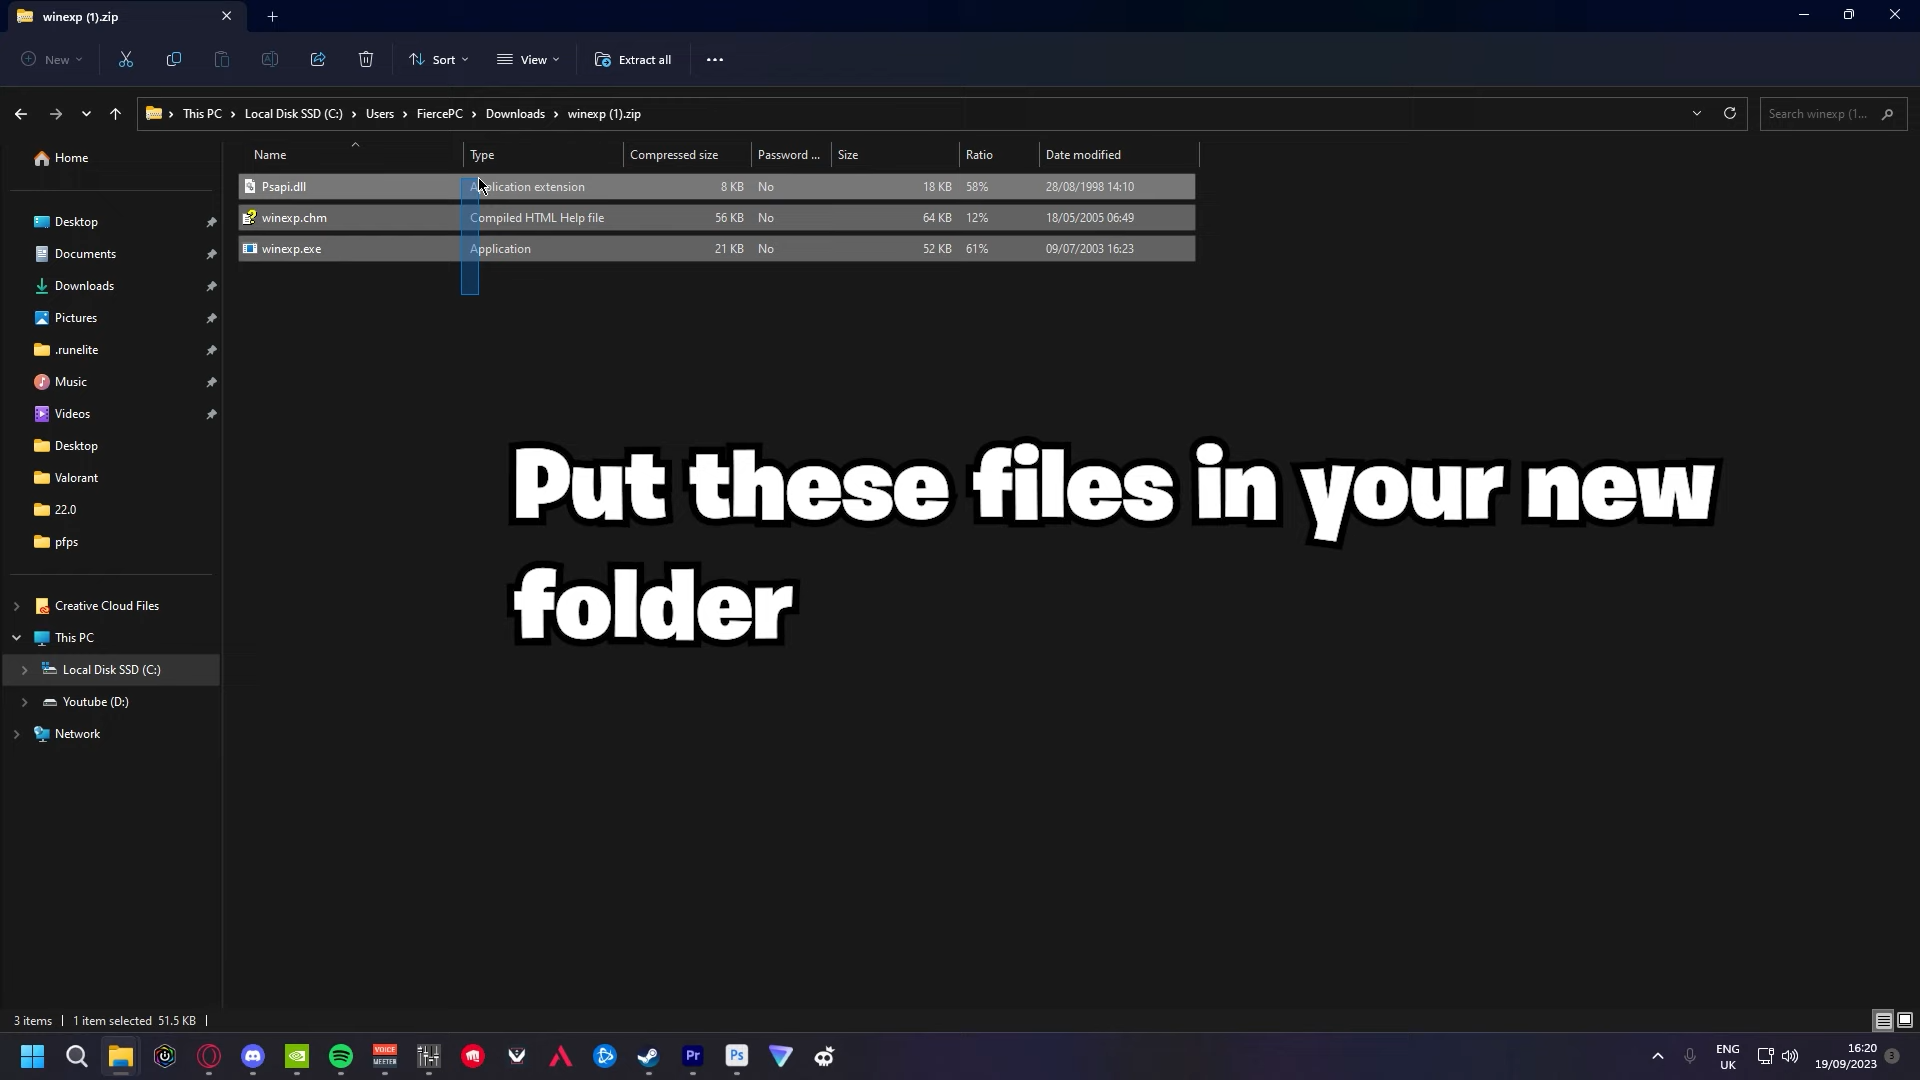 winexp (1).zip
New
Sort
View
Extract all
This PC > Local Disk SSD (C:) > Users > FiercePC > Downloads > winexp (1).zip
Search winexp (1...
Name Type Compressed size Password ... Size Ratio Date modified
Psapi.dll Application extension 8 KB No 18 KB 58% 28/08/1998 14:10
winexp.chm Compiled HTML Help file 56 KB No 64 KB 12% 18/05/2005 06:49
winexp.exe Application 21 KB No 52 KB 61% 09/07/2003 16:23
Home
Desktop
Documents
Downloads
Pictures
.runelite
Music
Videos
Desktop
Valorant
22.0
pfps
Creative Cloud Files
This PC
Local Disk SSD (C:)
Youtube (D:)
Network
Put these files in your new
folder
3 items 1 item selected 51.5 KB
VOICE
MEETER
Pr
Ps
ENG
UK
16:20
19/09/2023
3